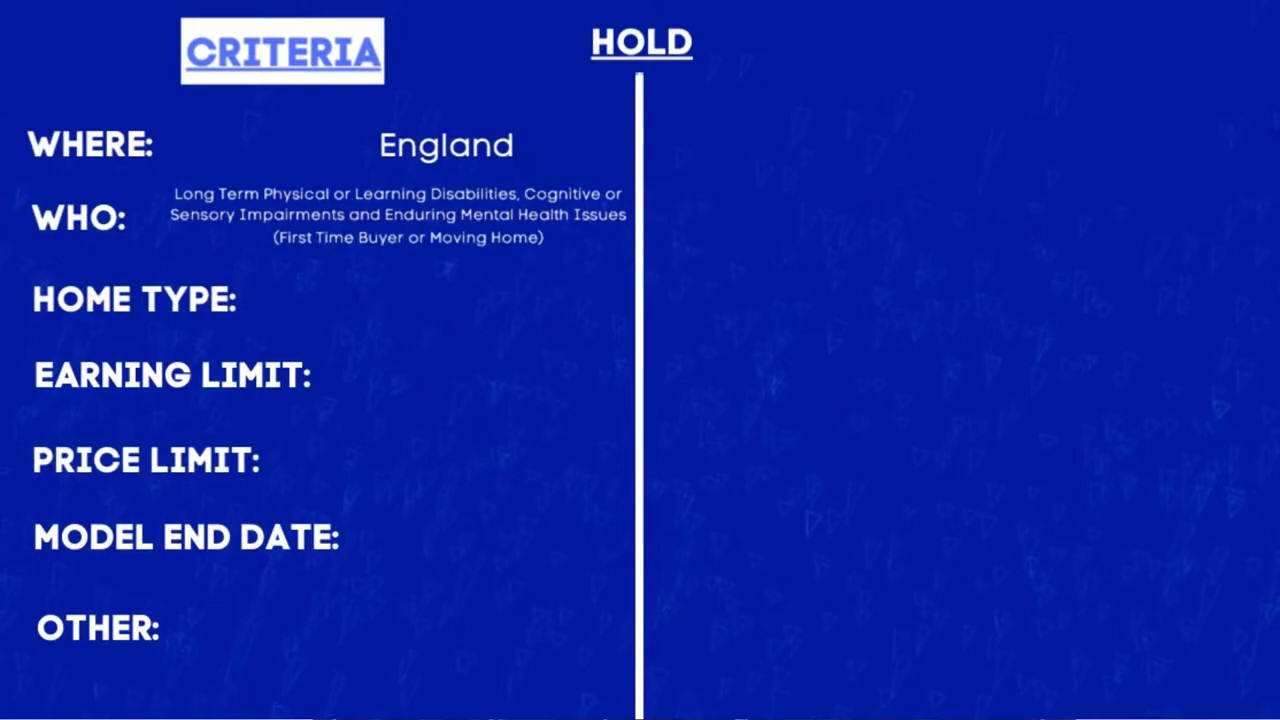 CRITERIA
HOLD
WHERE: England
WHO: Long Term Physical or Learning Disabilities, Cognitive or
Sensory Impairments and Enduring Mental Health Issues
(First Time Buyer or Moving Home)
HOME TYPE:
EARNING LIMIT:
PRICE LIMIT:
MODEL END DATE:
OTHER: